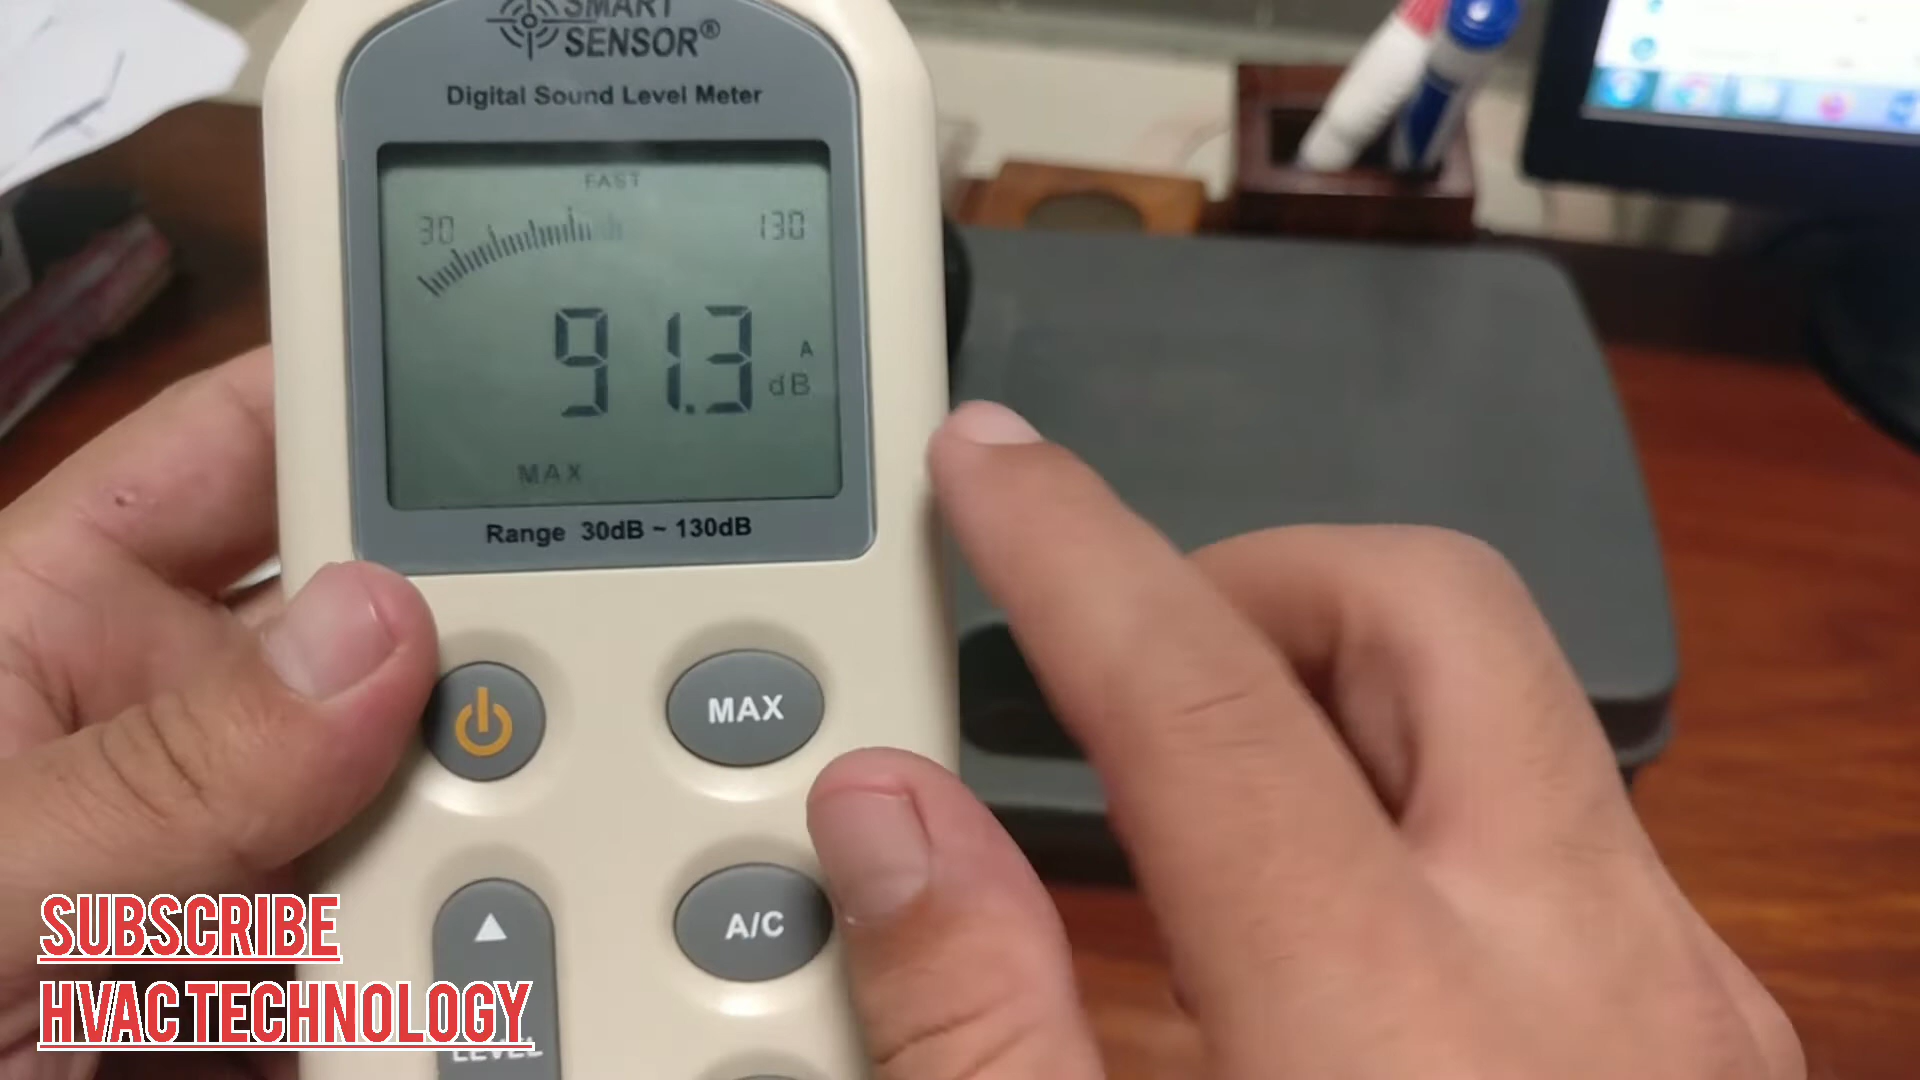 SMART
SENSOR®
Digital Sound Level Meter
FAST
30
130
91.3
A
dB
MAX
Range 30dB ~ 130dB
MAX
A/C
LEVEL
SUBSCRIBE
HVAC TECHNOLOGY